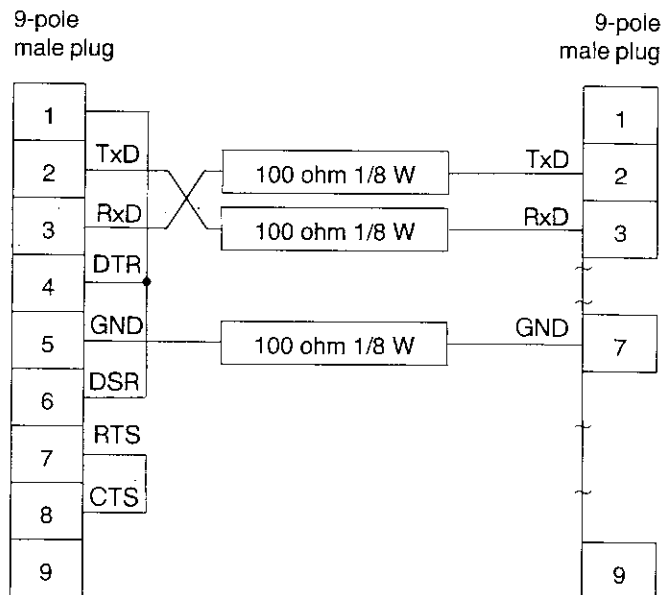 9-pole
male plug
9-pole
male plug
1
1
TxD
100 ohm 1/8 W
TxD
2
2
RxD
100 ohm 1/8 W
RxD
3
3
DTR
4
GND
100 ohm 1/8 W
GND
5
7
DSR
6
RTS
7
CTS
8
9
9